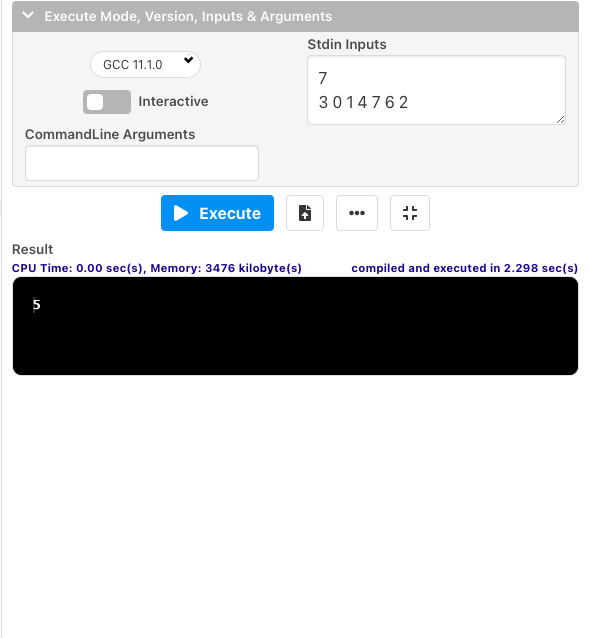 Execute Mode, Version, Inputs & Arguments
GCC 11.1.0
Interactive
Stdin Inputs
7
3 0 1 4 7 6 2
CommandLine Arguments
Execute
Result
CPU Time: 0.00 sec(s), Memory: 3476 kilobyte(s)
compiled and executed in 2.298 sec(s)
5